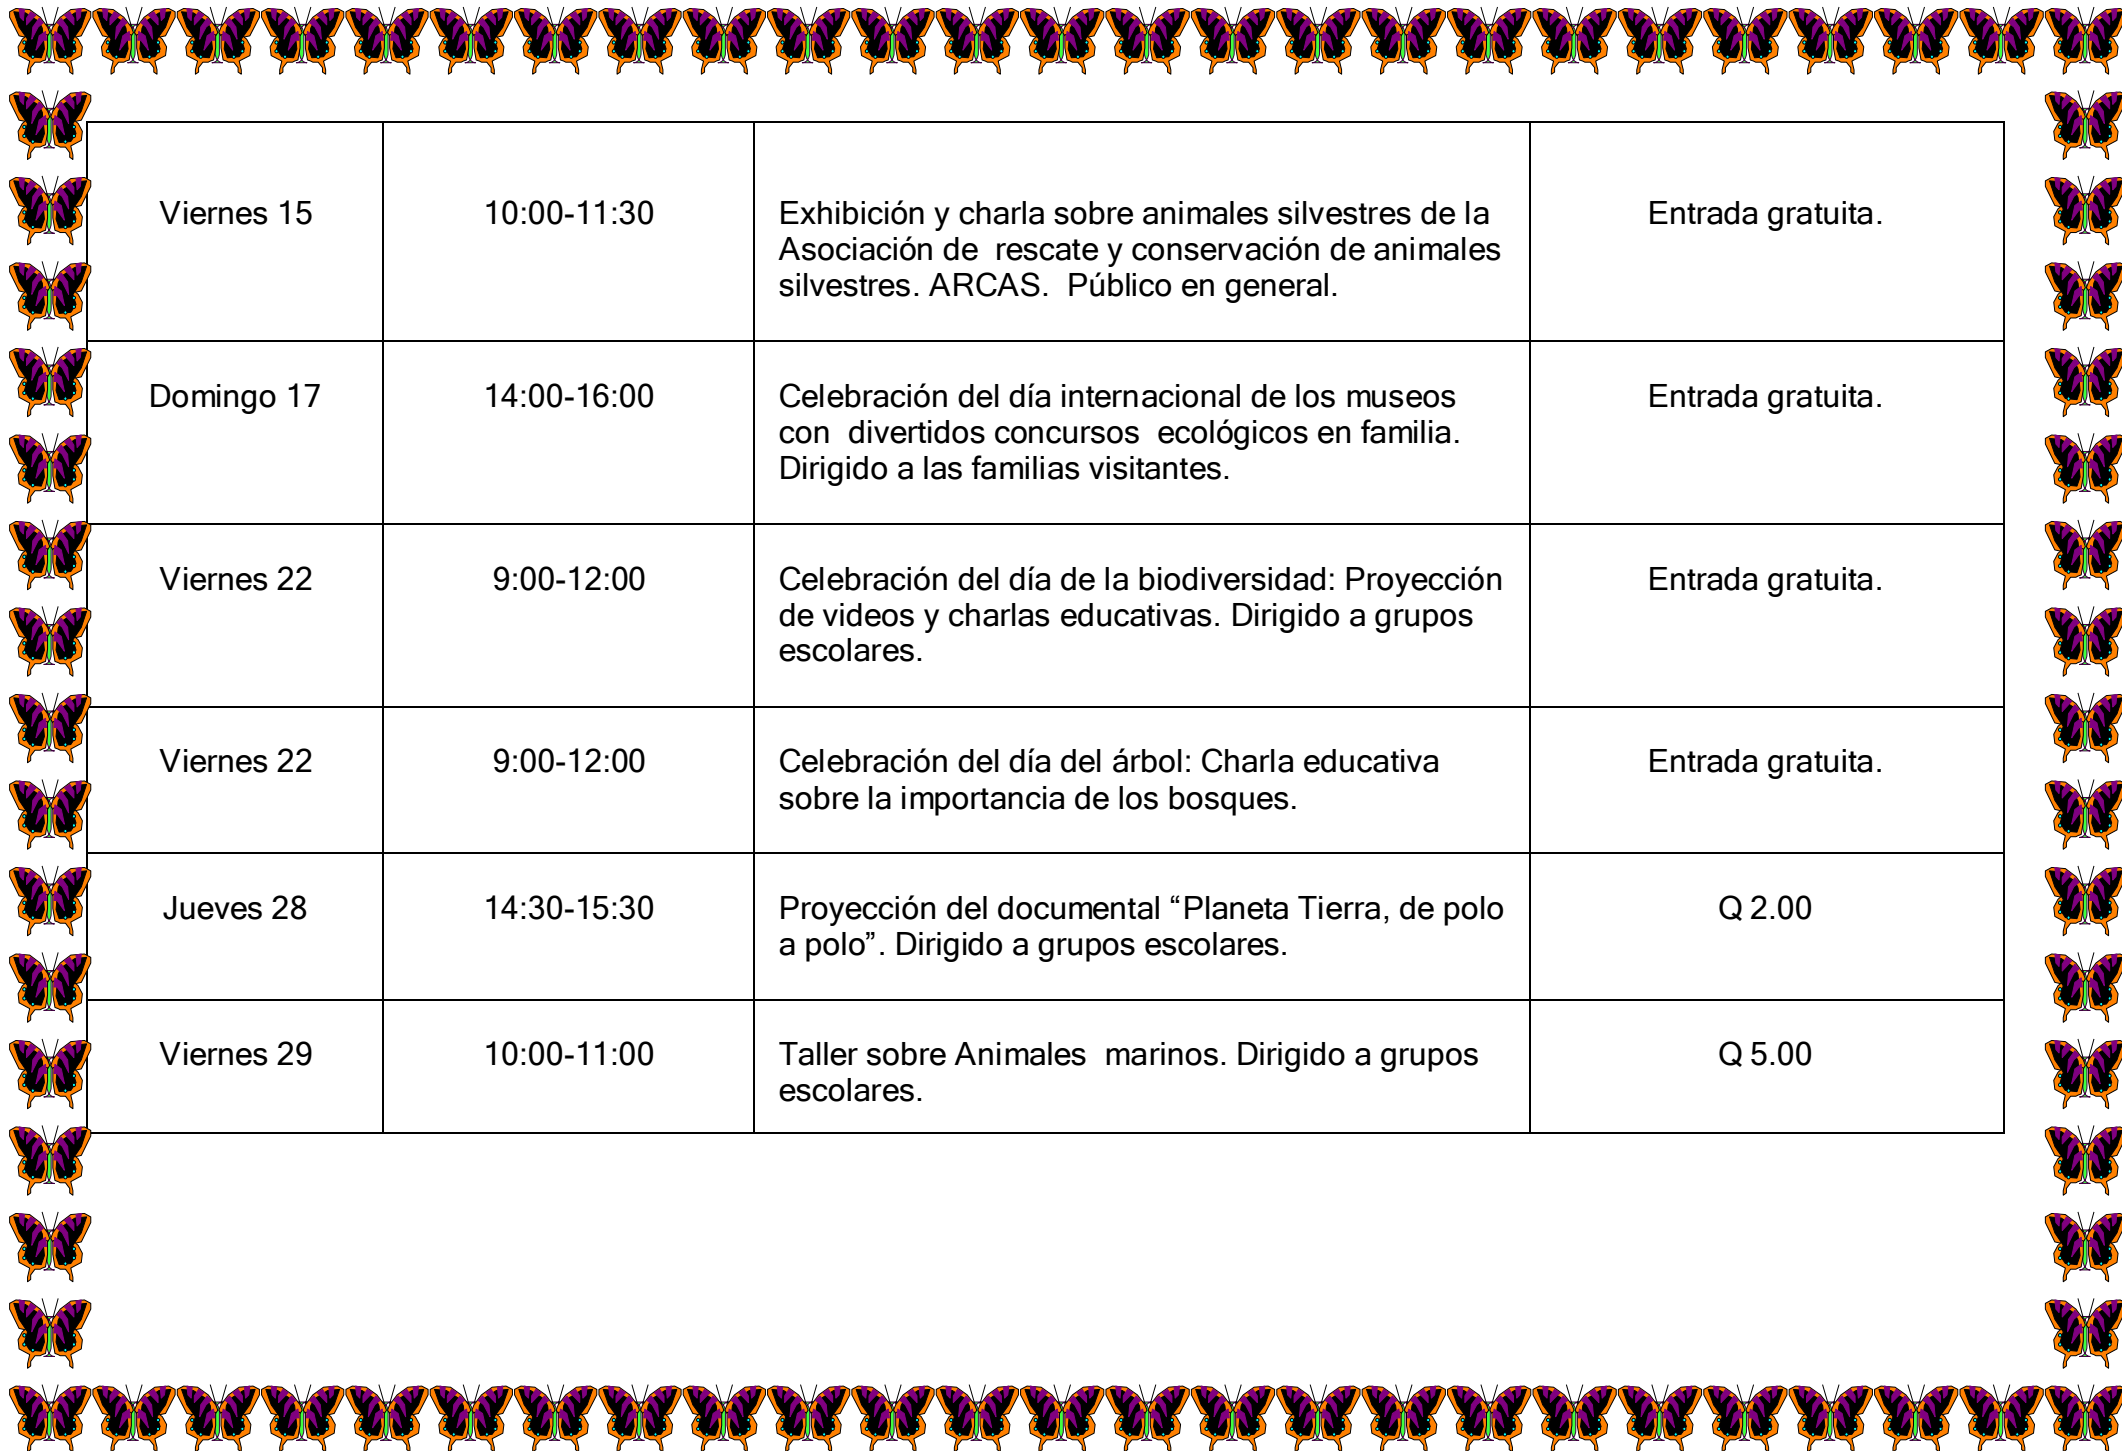 Viernes 15
10:00-11:30
Exhibición y charla sobre animales silvestres de la
Asociación de  rescate y conservación de animales
silvestres. ARCAS.  Público en general.
Entrada gratuita.
Domingo 17
14:00-16:00
Celebración del día internacional de los museos
con  divertidos concursos  ecológicos en familia.
Dirigido a las familias visitantes.
Entrada gratuita.
Viernes 22
9:00-12:00
Celebración del día de la biodiversidad: Proyección
de videos y charlas educativas. Dirigido a grupos
escolares.
Entrada gratuita.
Viernes 22
9:00-12:00
Celebración del día del árbol: Charla educativa
sobre la importancia de los bosques.
Entrada gratuita.
Jueves 28
14:30-15:30
Proyección del documental “Planeta Tierra, de polo
a polo”. Dirigido a grupos escolares.
Q 2.00
Viernes 29
10:00-11:00
Taller sobre Animales  marinos. Dirigido a grupos
escolares.
Q 5.00